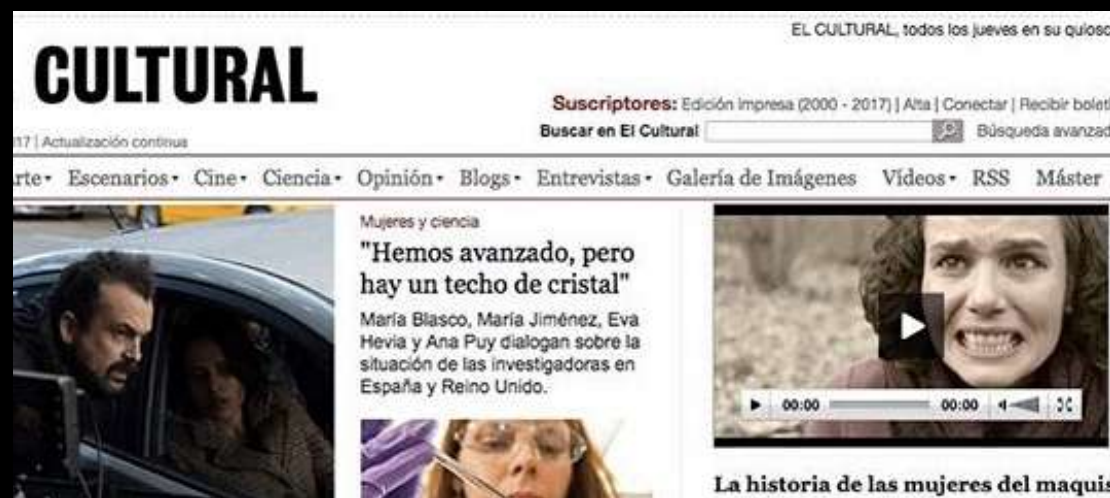 EL CULTURAL, todos los jueves en su quiosc
CULTURAL
Suscriptores: Edición impresa (2000 - 2017) | Alta | Conectar | Recibir bolet
Buscar en El Cultural
Búsqueda avanzad
017 | Actualización continua
rte Escenarios Cine Ciencia Opinión Blogs Entrevistas Galería de Imágenes Vídeos RSS Máster
Mujeres y ciencia
"Hemos avanzado, pero
hay un techo de cristal"
María Blasco, María Jiménez, Eva
Hevia y Ana Puy dialogan sobre la
situación de las investigadoras en
España y Reino Unido.
00:00 00:00
La historia de las mujeres del maquis